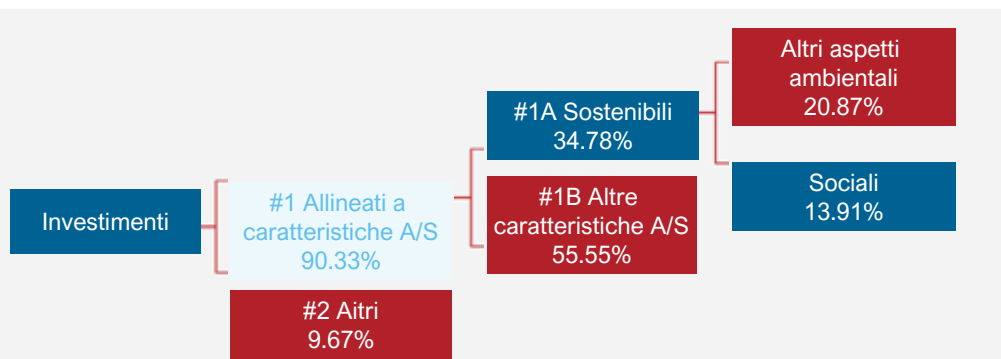 Investimenti
#1 Allineati a
caratteristiche A/S
90.33%
#2 Aitri
9.67%
#1A Sostenibili
34.78%
#1B Altre
caratteristiche A/S
55.55%
Altri aspetti
ambientali
20.87%
Sociali
13.91%